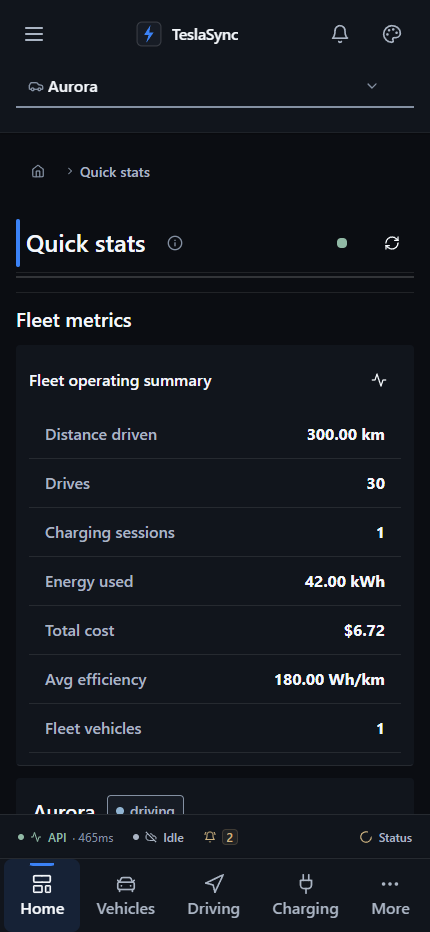 TeslaSync
Aurora
Quick stats
Quick stats
Fleet metrics
Fleet operating summary
Distance driven 300.00 km
Drives 30
Charging sessions 1
Energy used 42.00 kWh
Total cost $6.72
Avg efficiency 180.00 Wh/km
Fleet vehicles 1
Aurora driving
API · 465ms Idle 2 Status
Home Vehicles Driving Charging More